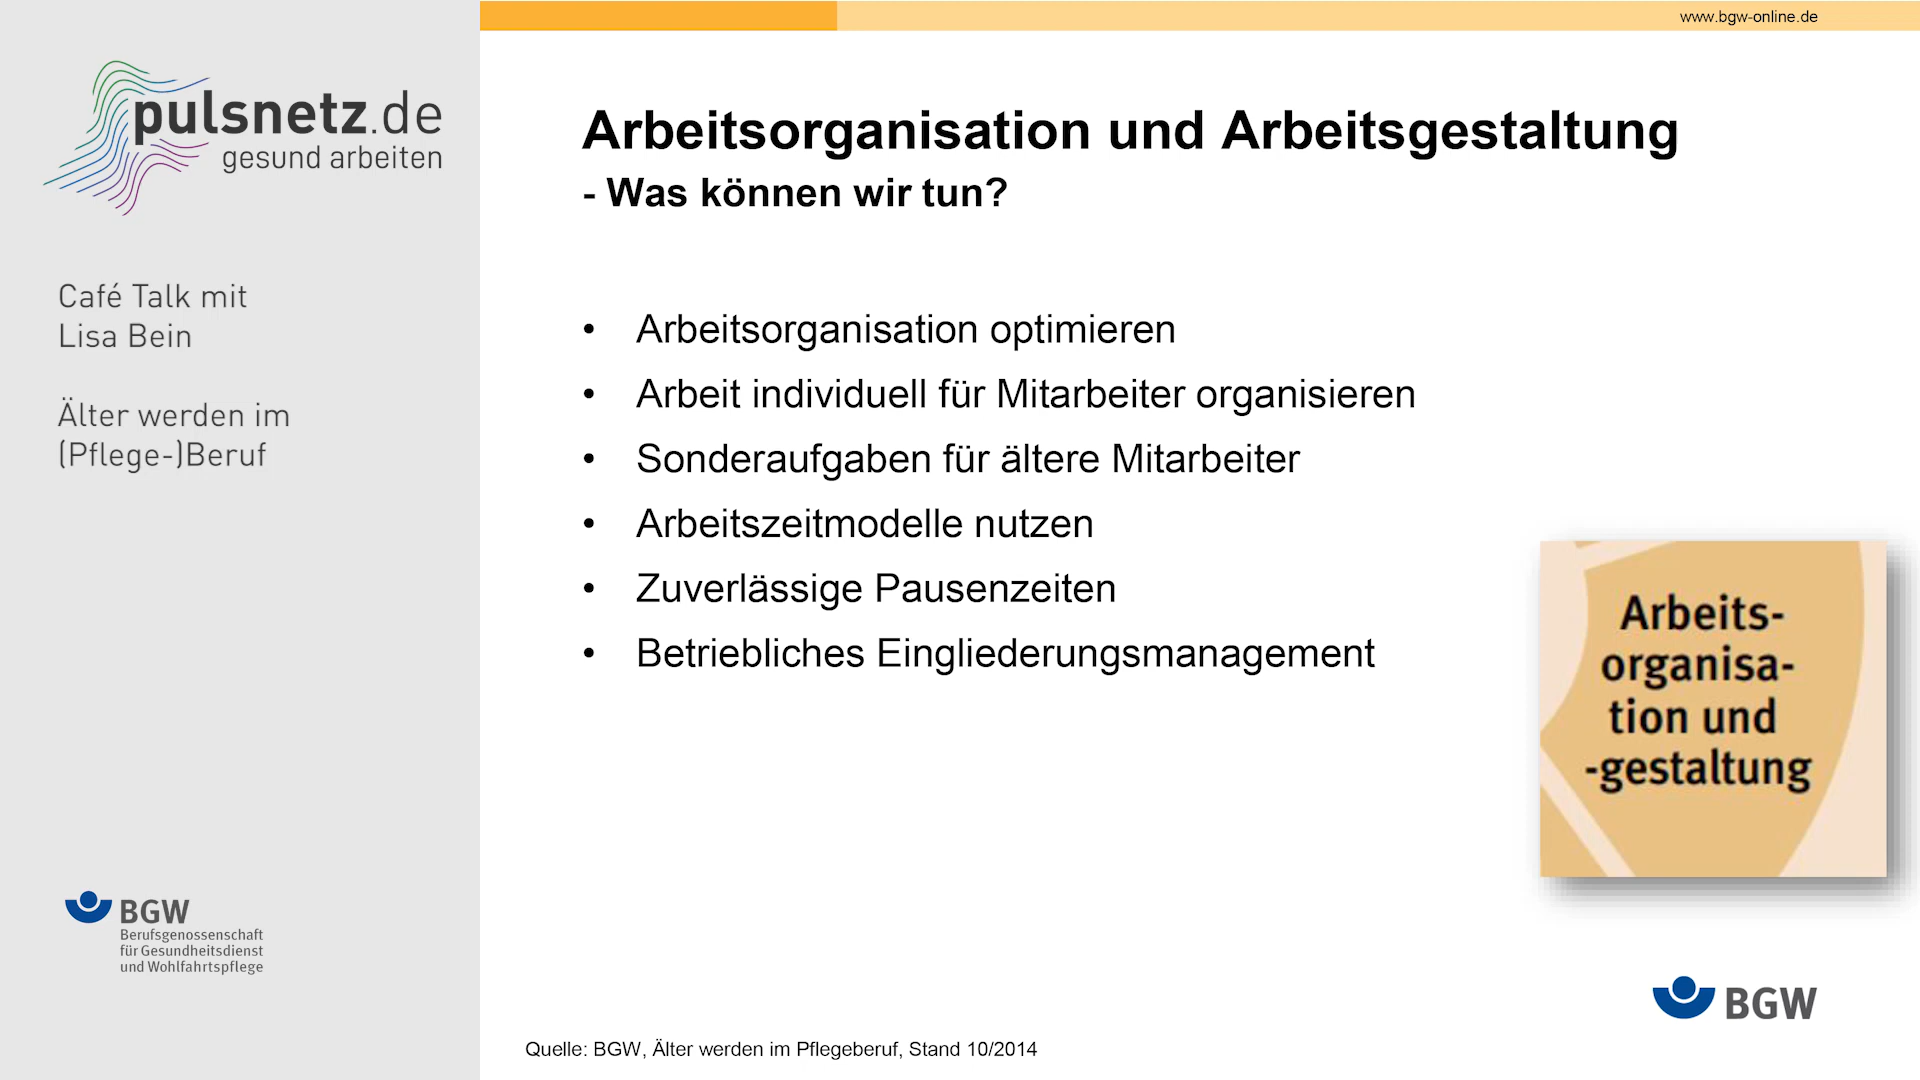 www.bgw-online.de
pulsnetz.de
gesund arbeiten
Café Talk mit
Lisa Bein
Älter werden im
(Pflege-)Beruf
BGW
Berufsgenossenschaft
für Gesundheitsdienst
und Wohlfahrtspflege
Arbeitsorganisation und Arbeitsgestaltung
- Was können wir tun?
• Arbeitsorganisation optimieren
• Arbeit individuell für Mitarbeiter organisieren
• Sonderaufgaben für ältere Mitarbeiter
• Arbeitszeitmodelle nutzen
• Zuverlässige Pausenzeiten
• Betriebliches Eingliederungsmanagement
Arbeits-
organisa-
tion und
-gestaltung
BGW
Quelle: BGW, Älter werden im Pflegeberuf, Stand 10/2014